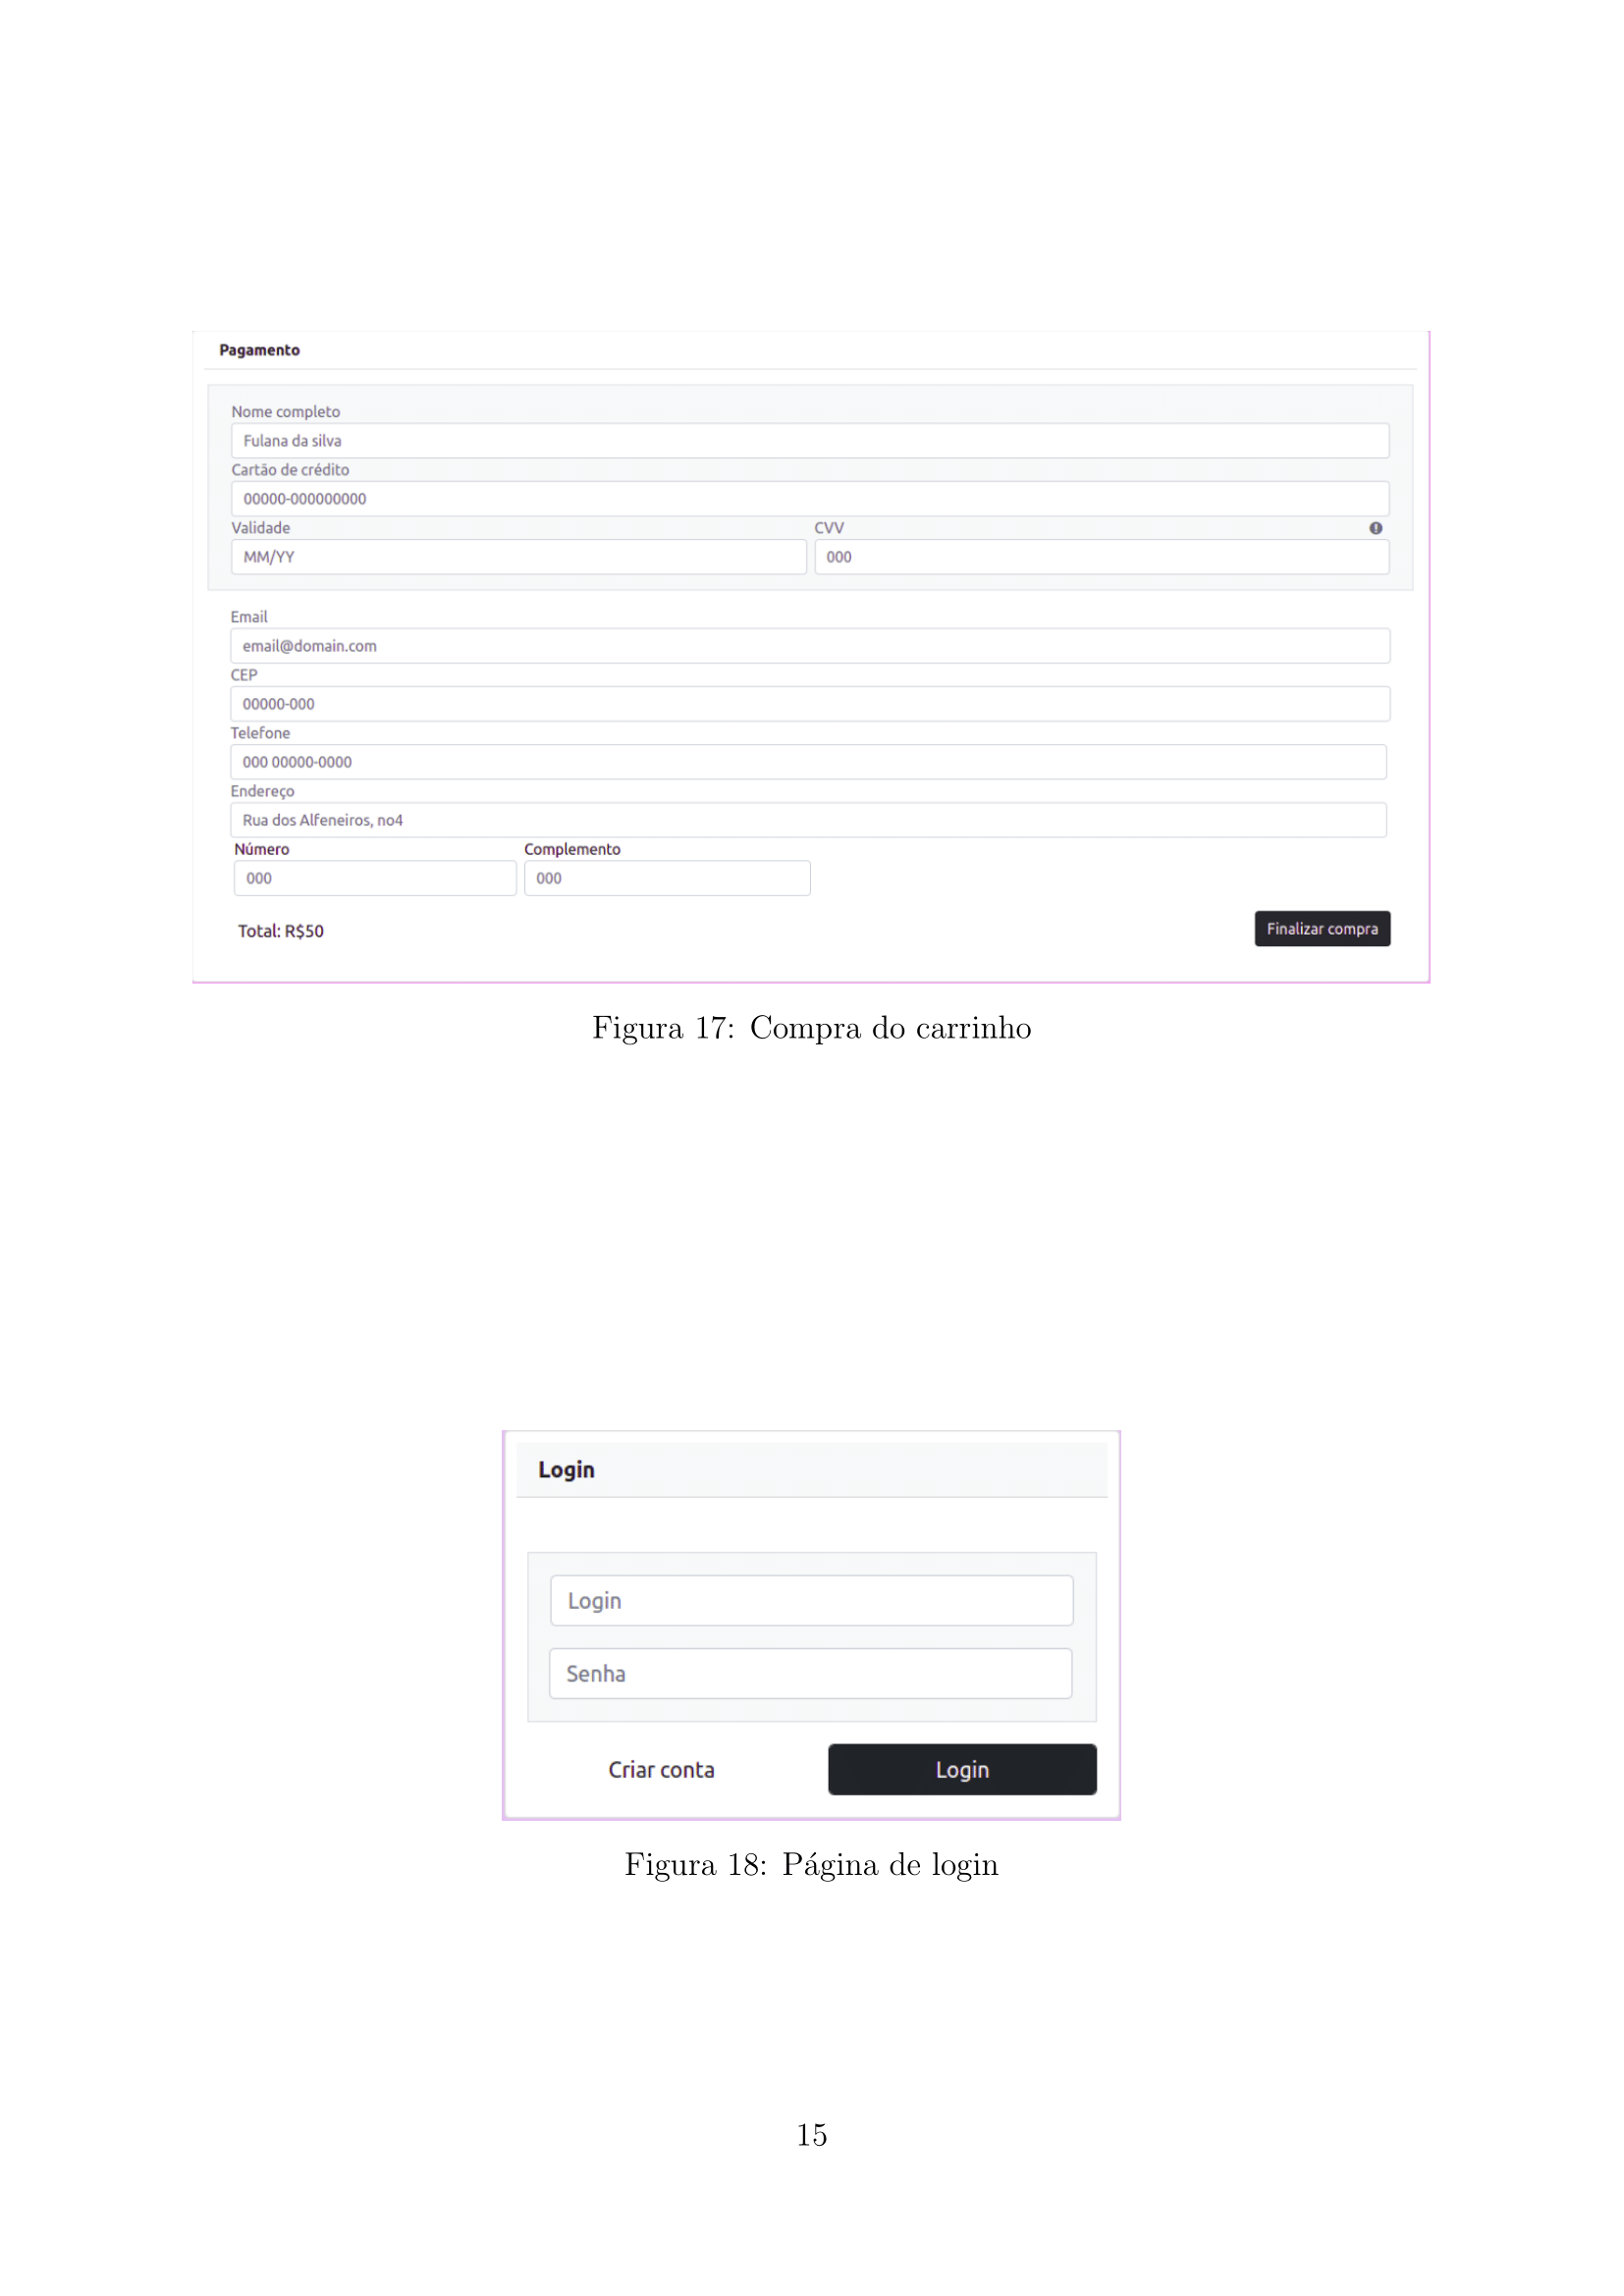 Pagamento
Nome completo
Fulana da silva
Cartão de crédito
00000-000000000
Validade CVV
MM/YY 000
Email
email@domain.com
CEP
00000-000
Telefone
000 00000-0000
Endereço
Rua dos Alfeneiros, no4
Número Complemento
000 000
Total: R$50 Finalizar compra
Figura 17: Compra do carrinho
Login
Login
Senha
Criar conta Login
Figura 18: Página de login
15